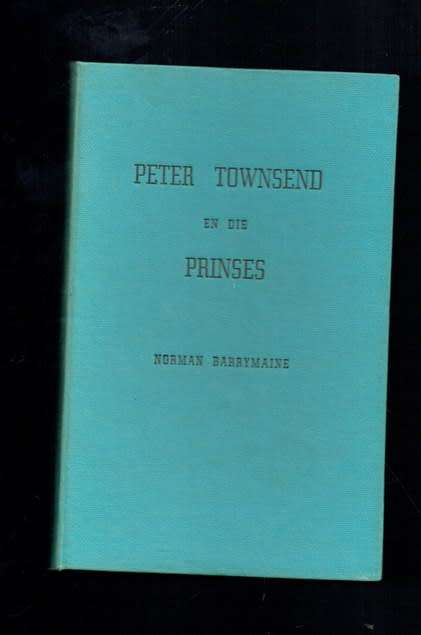 PETER TOWNSEND
EN DIE
PRINSES
NORMAN BARRYMAINE